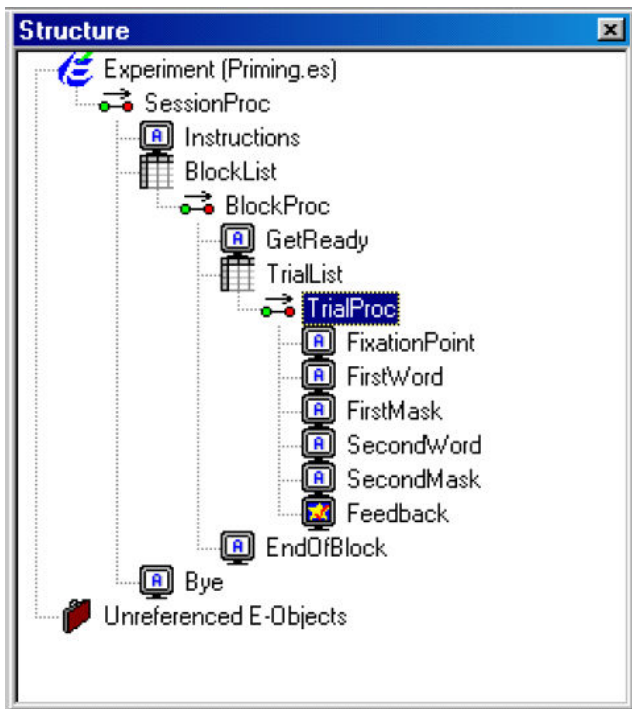 Structure
Experiment (Priming.es)
SessionProc
Instructions
BlockList
BlockProc
GetReady
TrialList
TrialProc
FixationPoint
FirstWord
FirstMask
SecondWord
SecondMask
Feedback
EndOfBlock
Bye
Unreferenced E-Objects